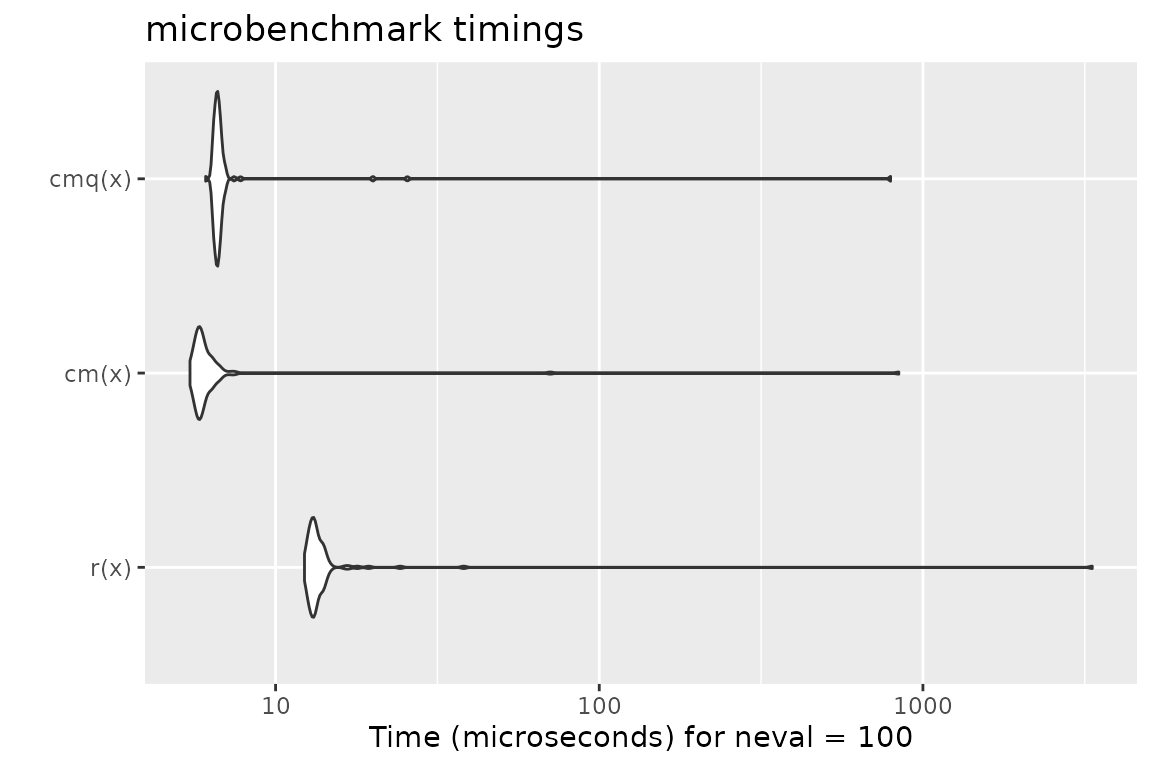 microbenchmark timings
cmq(x)
cm(x)
r(x)
10 100 1000
Time (microseconds) for neval = 100